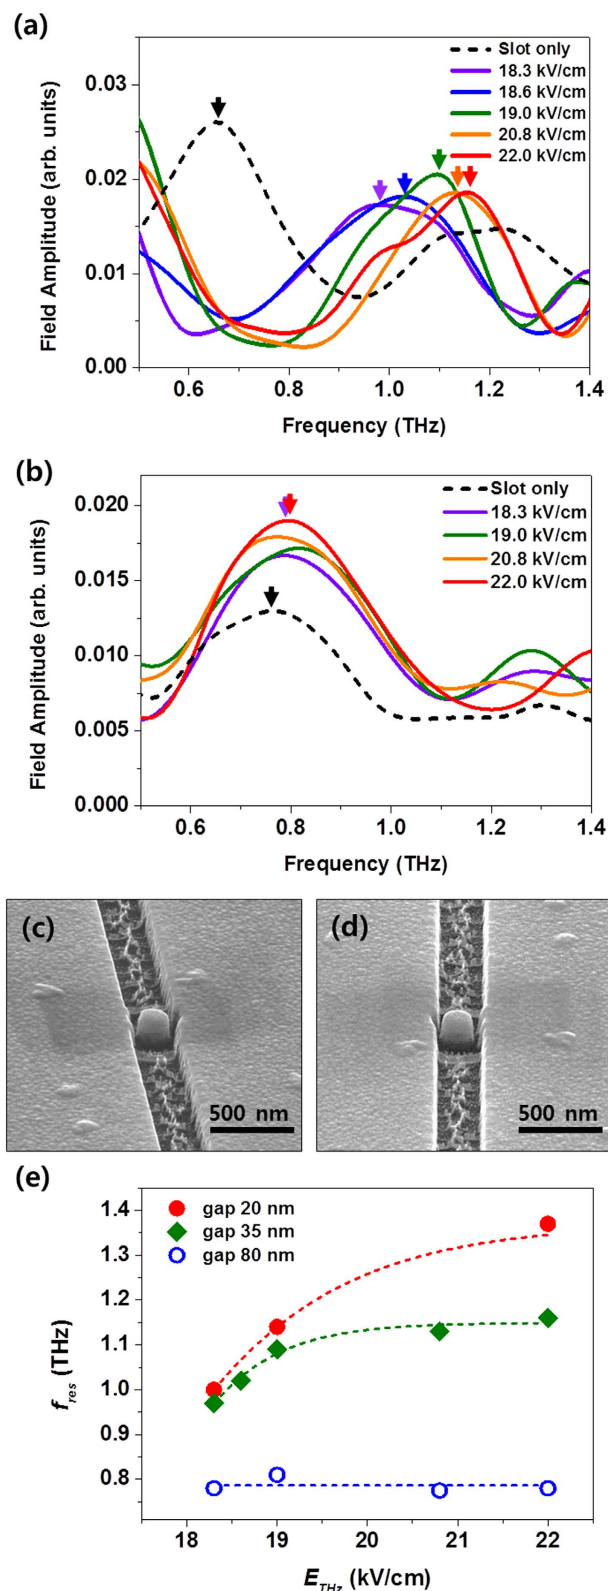 (a)
Slot only
18.3 kV/cm
18.6 kV/cm
19.0 kV/cm
20.8 kV/cm
22.0 kV/cm
0.03
0.02
0.01
0.00
Field Amplitude (arb. units)
0.6 0.8 1.0 1.2 1.4
Frequency (THz)
(b)
Slot only
18.3 kV/cm
19.0 kV/cm
20.8 kV/cm
22.0 kV/cm
0.020
0.015
0.010
0.005
0.000
Field Amplitude (arb. units)
0.6 0.8 1.0 1.2 1.4
Frequency (THz)
(c)
500 nm
(d)
500 nm
(e)
gap 20 nm
gap 35 nm
gap 80 nm
1.4
1.3
1.2
1.1
1.0
0.9
0.8
f_res (THz)
18 19 20 21 22
E_THz (kV/cm)